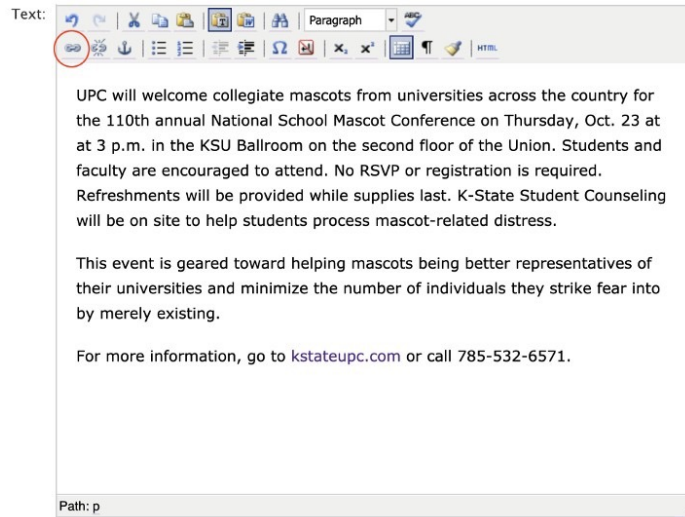 Text:
Paragraph
ABC
HTML
UPC will welcome collegiate mascots from universities across the country for
the 110th annual National School Mascot Conference on Thursday, Oct. 23 at
at 3 p.m. in the KSU Ballroom on the second floor of the Union. Students and
faculty are encouraged to attend. No RSVP or registration is required.
Refreshments will be provided while supplies last. K-State Student Counseling
will be on site to help students process mascot-related distress.
This event is geared toward helping mascots being better representatives of
their universities and minimize the number of individuals they strike fear into
by merely existing.
For more information, go to kstateupc.com or call 785-532-6571.
Path: p